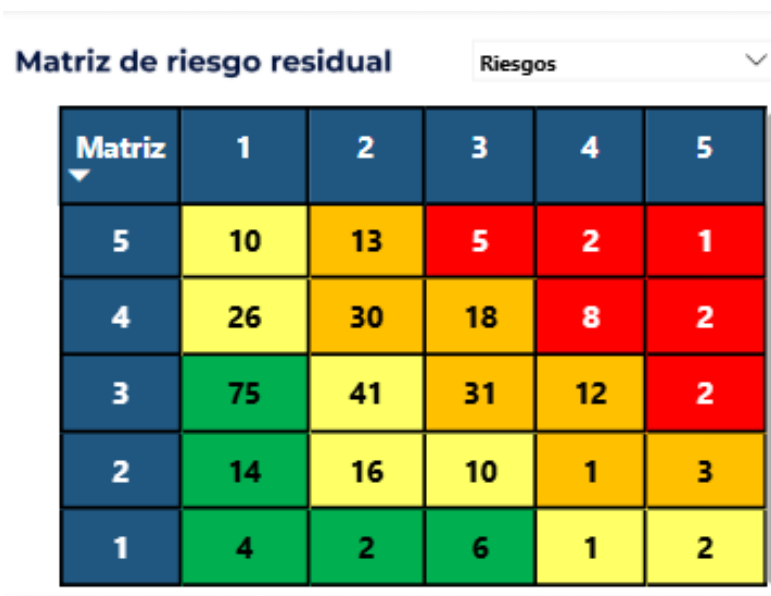 Matriz de riesgo residual Riesgos
Matriz 1 2 3 4 5
5 10 13 5 2 1
4 26 30 18 8 2
3 75 41 31 12 2
2 14 16 10 1 3
1 4 2 6 1 2